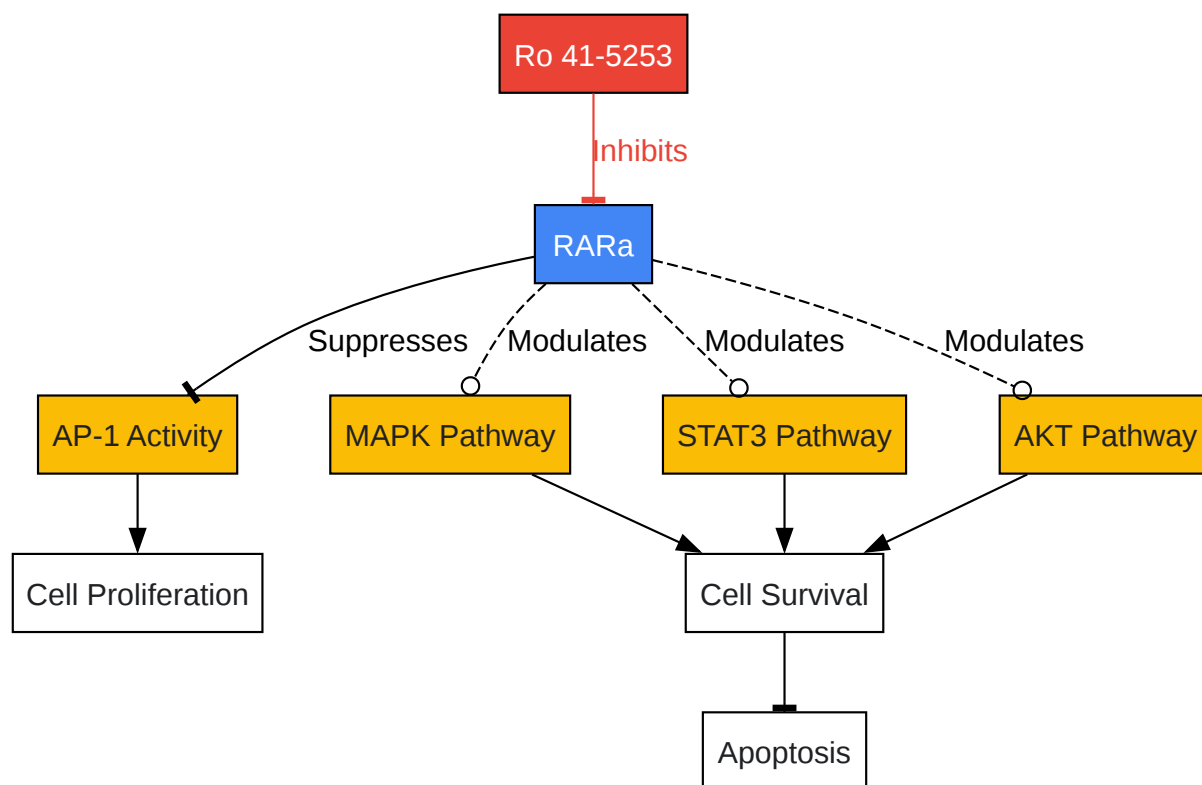 Ro 41-5253
Inhibits
RARa
Suppresses
Modulates
Modulates
Modulates
AP-1 Activity
MAPK Pathway
STAT3 Pathway
AKT Pathway
Cell Proliferation
Cell Survival
Apoptosis